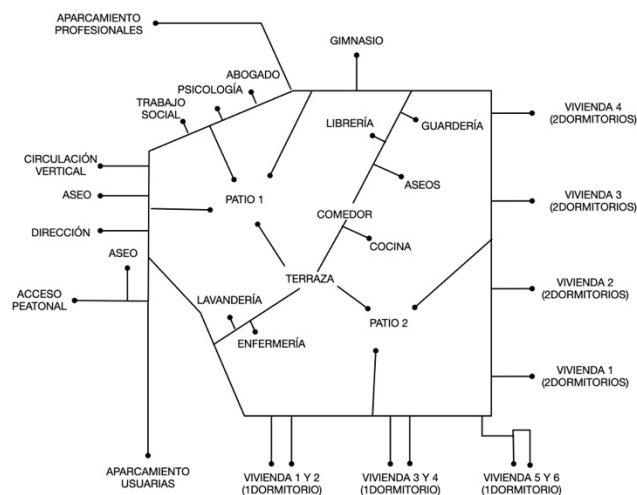 APARCAMIENTO
PROFESIONALES
GIMNASIO
ABOGADO
PSICOLOGÍA
TRABAJO
SOCIAL
LIBRERÍA
GUARDERÍA
VIVIENDA 4
(2DORMITORIOS)
CIRCULACIÓN
VERTICAL
ASEO
PATIO 1
ASEOS
VIVIENDA 3
(2DORMITORIOS)
COMEDOR
DIRECCIÓN
COCINA
ASEO
TERRAZA
ACCESO
PEATONAL
LAVANDERÍA
ENFERMERÍA
PATIO 2
VIVIENDA 2
(2DORMITORIOS)
VIVIENDA 1
(2DORMITORIOS)
APARCAMIENTO
USUARIAS
VIVIENDA 1 Y 2
(1DORMITORIO)
VIVIENDA 3 Y 4
(1DORMITORIO)
VIVIENDA 5 Y 6
(1DORMITORIO)